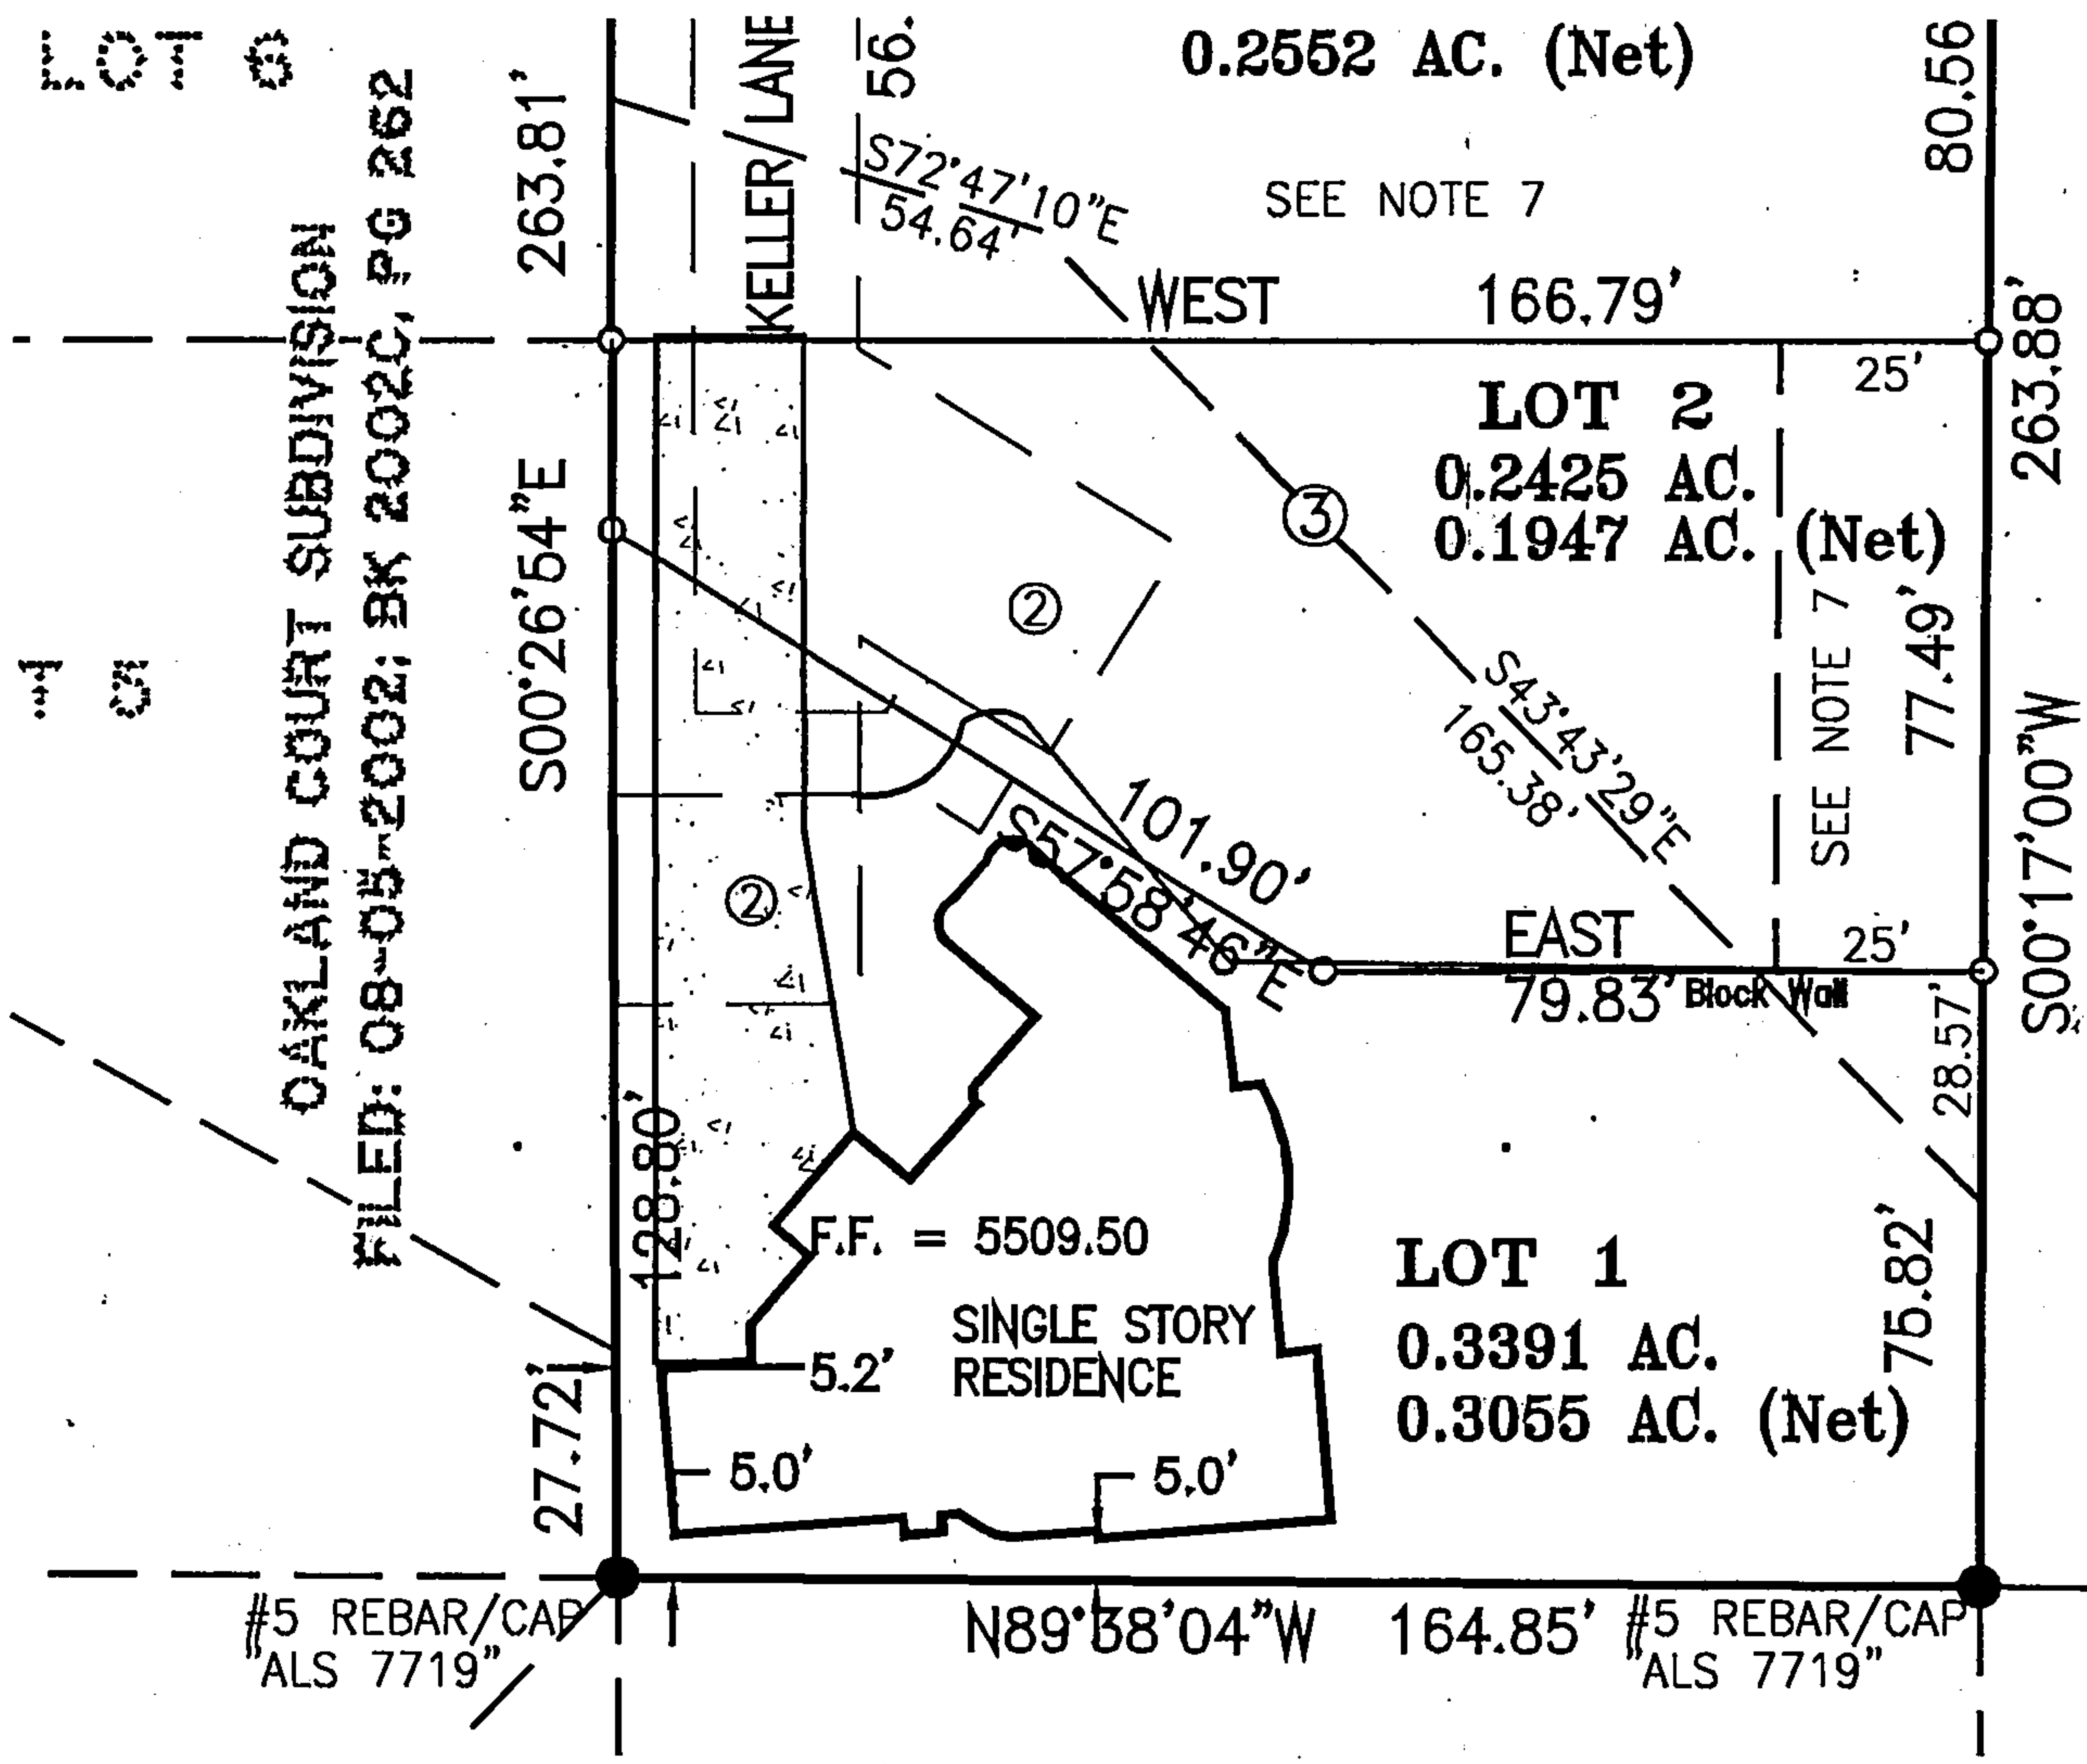 LOT 6
OAKLAND COURT SUBDIVISION
FILED: 08-05-2002; BK 2002C, PG 262
T 5
263.81'
KELLER LANE
56.
0.2552 AC. (Net)
80.56
S72°47'10"E
54.64'
SEE NOTE 7
WEST 166.79'
25'
263.88'
LOT 2
0.2425 AC.
0.1947 AC. (Net)
S00°26'54"E
3
2
SEE NOTE 7
77.49'
S43°43'29"E
165.38'
S00°17'00"W
101.90'
S57°58'46"E
2
EAST
25'
79.83'
Block Wall
28.57'
128.80'
F.F. = 5509.50
LOT 1
0.3391 AC.
0.3055 AC. (Net)
75.82'
SINGLE STORY
RESIDENCE
5.2'
27.72'
5.0'
5.0'
#5 REBAR/CAP
"ALS 7719"
N89°38'04"W 164.85'
#5 REBAR/CAP
"ALS 7719"